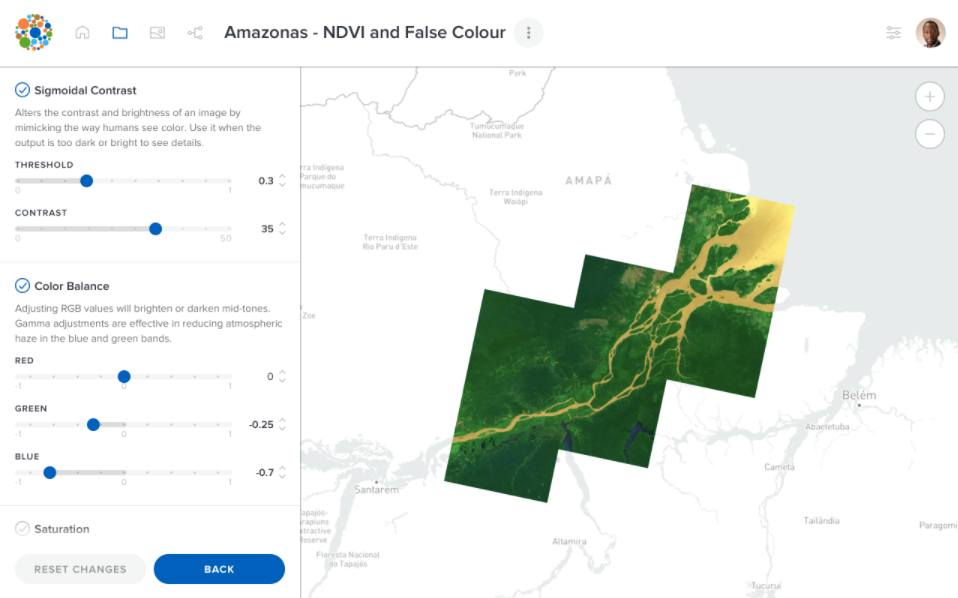 Amazonas - NDVI and False Colour
Sigmoidal Contrast
Alters the contrast and brightness of an image by
mimicking the way humans see color. Use it when the
output is too dark or bright to see details.
THRESHOLD
0.3
0
1
CONTRAST
35
0
50
Color Balance
Adjusting RGB values will brighten or darken mid-tones.
Gamma adjustments are effective in reducing atmospheric
haze in the blue and green bands.
RED
0
-1
0
1
GREEN
-0.25
-1
0
1
BLUE
-0.7
-1
0
1
Saturation
RESET CHANGES
BACK
Park
Tumucumaque
National Park
rra Indígena
Parque do
mucumaque
AMAPÁ
Terra Indígena
Waiãpi
Terra Indígena
Rio Paru d'Este
Zoe
Belém
Abaetetuba
Cametá
Santarém
Tapajós-
Arapiuns
xtractive
Reserve
Tailândia
Paragomi
Altamira
Floresta Nacional
do Tapajós
Tucuruí